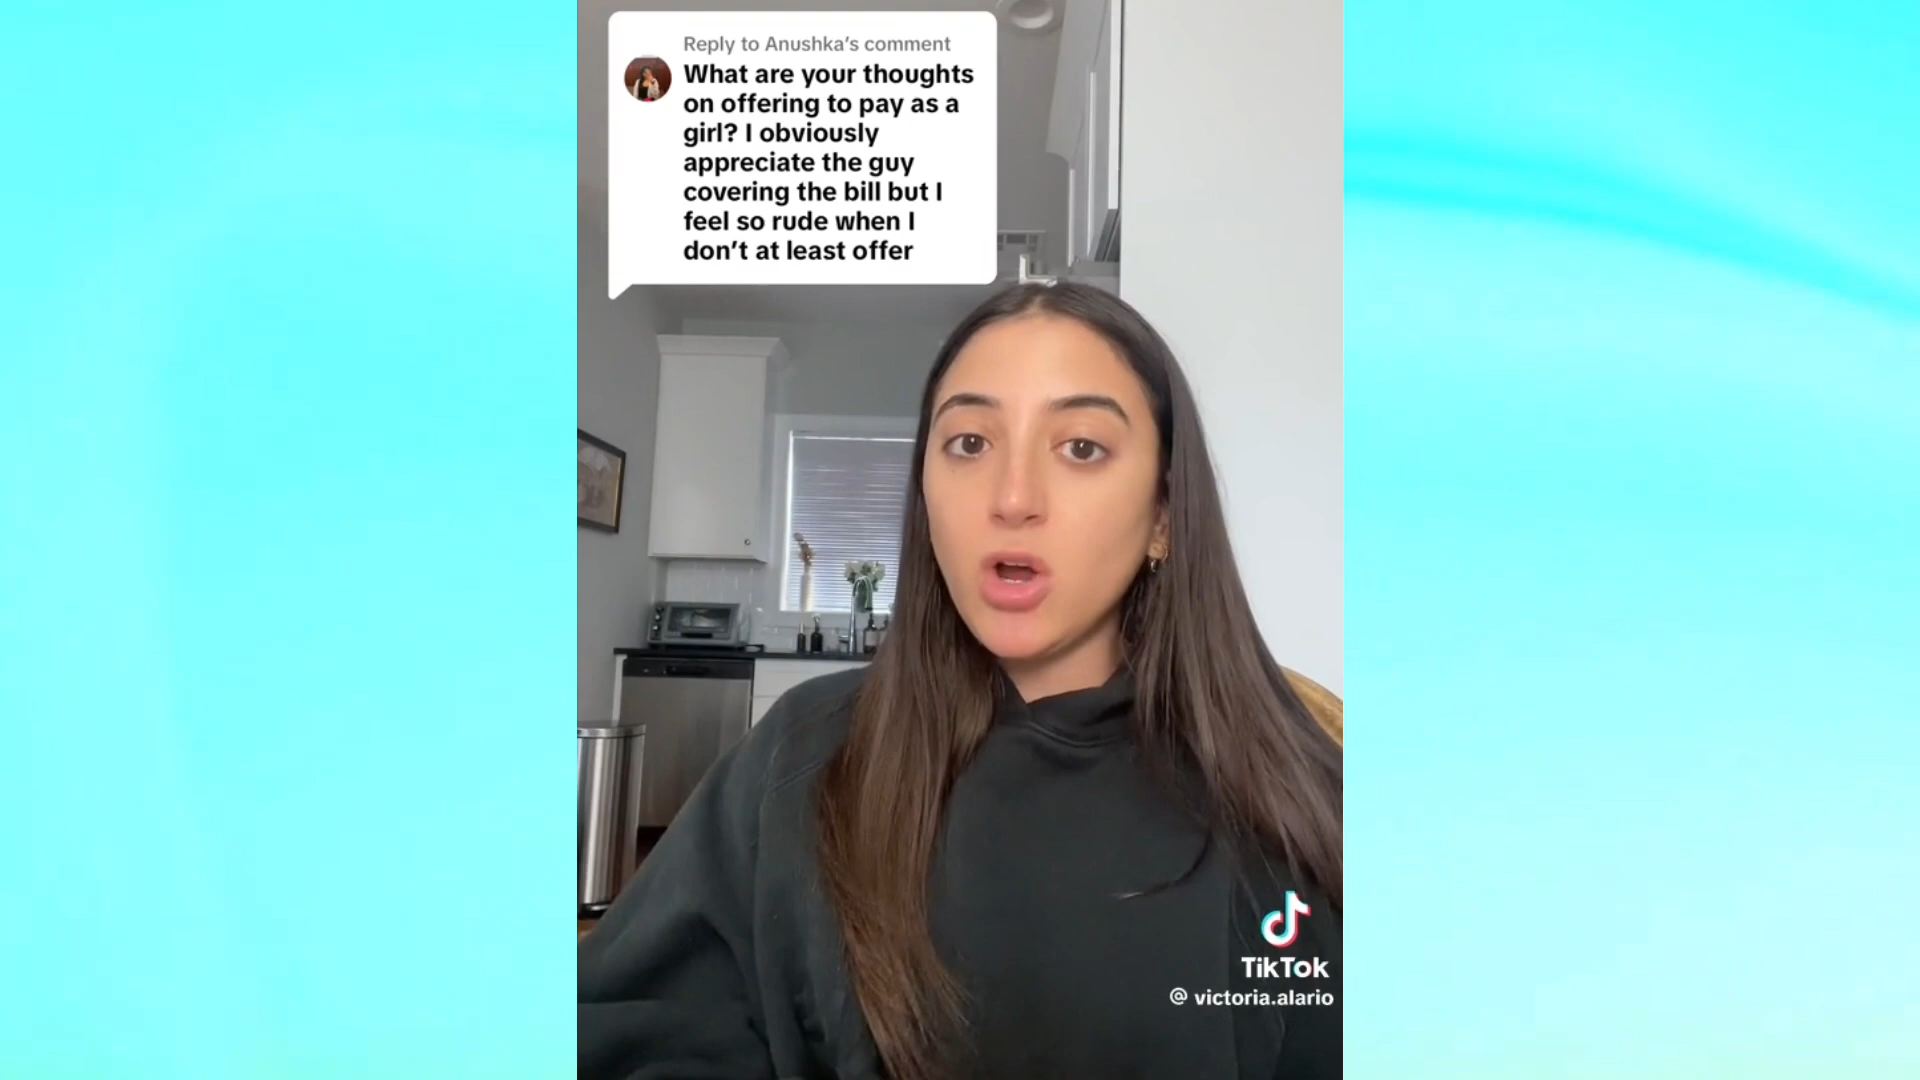 Reply to Anushka's comment
What are your thoughts
on offering to pay as a
girl? I obviously
appreciate the guy
covering the bill but I
feel so rude when I
don't at least offer
TikTok
@ victoria.alario